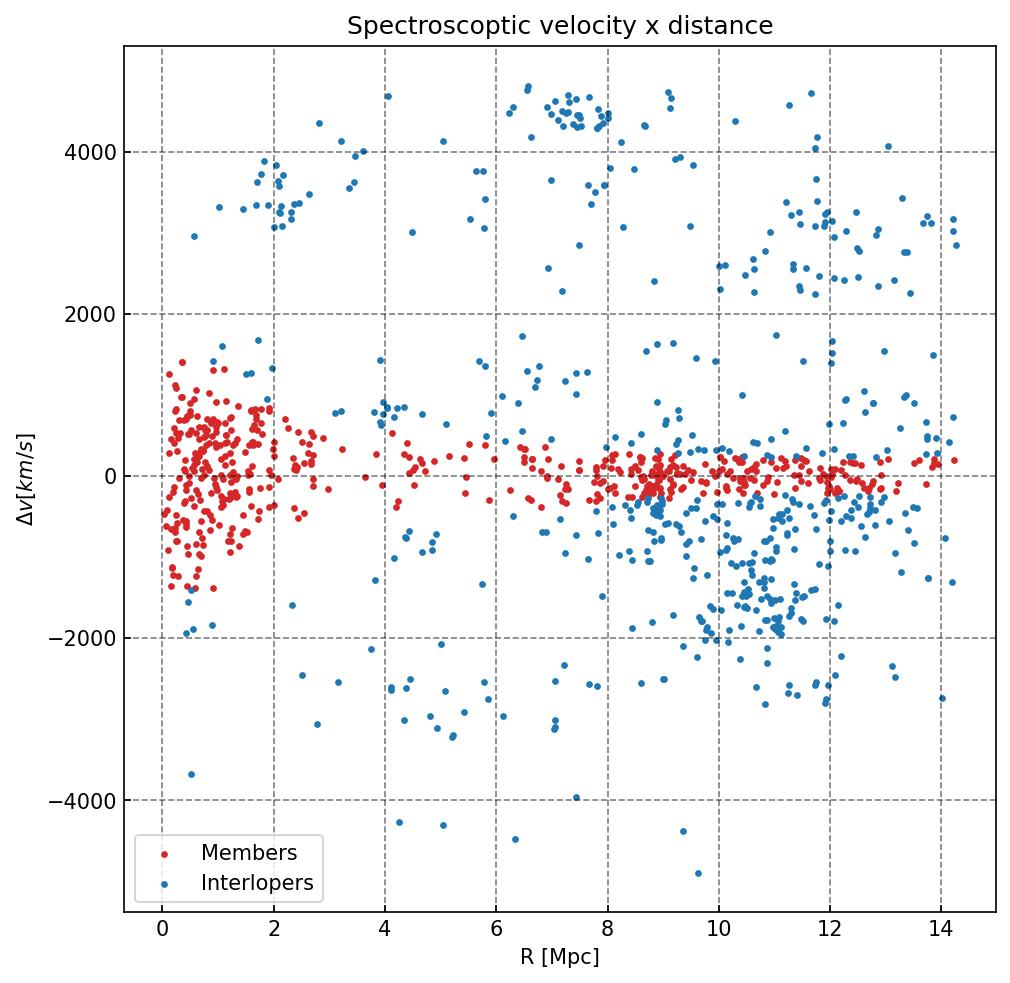 Spectroscoptic velocity x distance
Δv[km/s]
4000
2000
0
−2000
−4000
Members
Interlopers
0 2 4 6 8 10 12 14
R [Mpc]